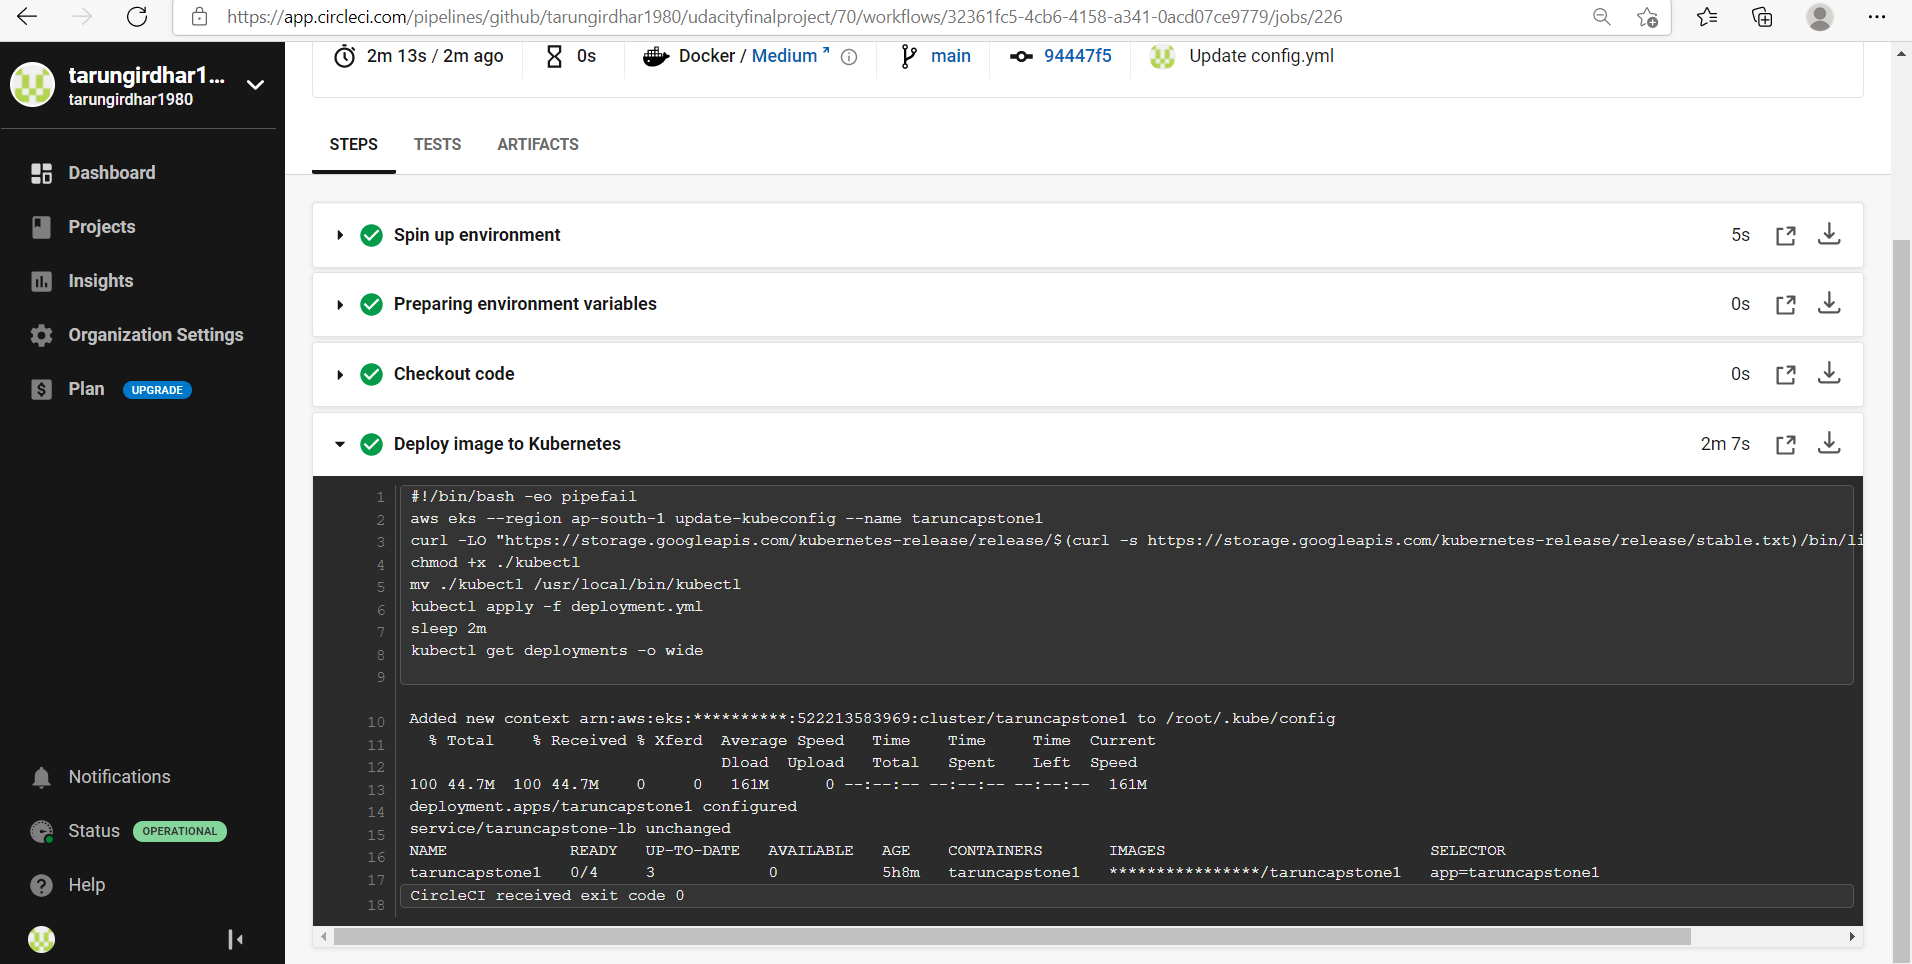 https://app.circleci.com/pipelines/github/tarungirdhar1980/udacityfinalproject/70/workflows/32361fc5-4cb6-4158-a341-0acd07ce9779/jobs/226
tarungirdhar1...
tarungirdhar1980
Dashboard
Projects
Insights
Organization Settings
Plan UPGRADE
Notifications
Status OPERATIONAL
Help
2m 13s / 2m ago 0s Docker / Medium main 94447f5 Update config.yml
STEPS TESTS ARTIFACTS
Spin up environment 5s
Preparing environment variables 0s
Checkout code 0s
Deploy image to Kubernetes 2m 7s
1 #!/bin/bash -eo pipefail
2 aws eks --region ap-south-1 update-kubeconfig --name taruncapstone1
3 curl -LO "https://storage.googleapis.com/kubernetes-release/release/$(curl -s https://storage.googleapis.com/kubernetes-release/release/stable.txt)/bin/li
4 chmod +x ./kubectl
5 mv ./kubectl /usr/local/bin/kubectl
6 kubectl apply -f deployment.yml
7 sleep 2m
8 kubectl get deployments -o wide
9
10 Added new context arn:aws:eks:**********:522213583969:cluster/taruncapstone1 to /root/.kube/config
11 % Total % Received % Xferd Average Speed Time Time Time Current
12 Dload Upload Total Spent Left Speed
13 100 44.7M 100 44.7M 0 0 161M 0 --:--:-- --:--:-- --:--:-- 161M
14 deployment.apps/taruncapstone1 configured
15 service/taruncapstone-lb unchanged
16 NAME READY UP-TO-DATE AVAILABLE AGE CONTAINERS IMAGES SELECTOR
17 taruncapstone1 0/4 3 0 5h8m taruncapstone1 ****************/taruncapstone1 app=taruncapstone1
18 CircleCI received exit code 0